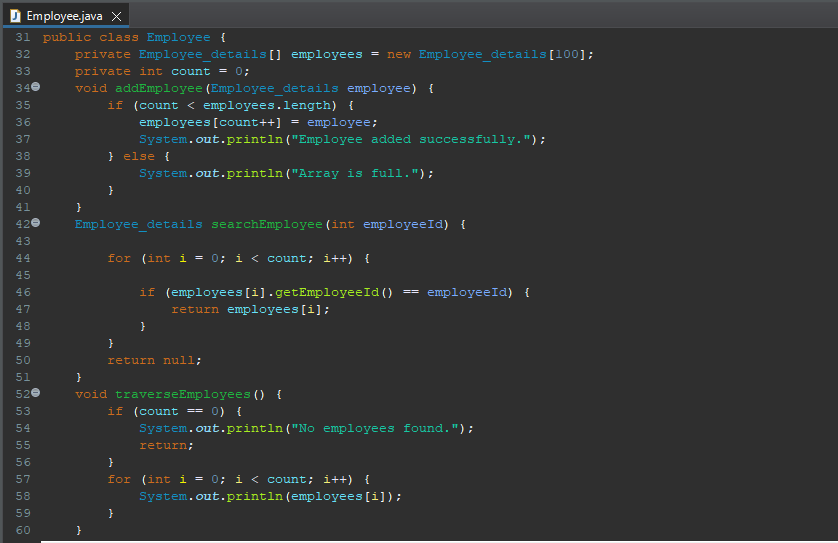 Employee.java
31 public class Employee {
32     private Employee_details[] employees = new Employee_details[100];
33     private int count = 0;
34     void addEmployee(Employee_details employee) {
35         if (count < employees.length) {
36             employees[count++] = employee;
37             System.out.println("Employee added successfully.");
38         } else {
39             System.out.println("Array is full.");
40         }
41     }
42     Employee_details searchEmployee(int employeeId) {
43
44         for (int i = 0; i < count; i++) {
45
46             if (employees[i].getEmployeeId() == employeeId) {
47                 return employees[i];
48             }
49         }
50         return null;
51     }
52     void traverseEmployees() {
53         if (count == 0) {
54             System.out.println("No employees found.");
55             return;
56         }
57         for (int i = 0; i < count; i++) {
58             System.out.println(employees[i]);
59         }
60     }